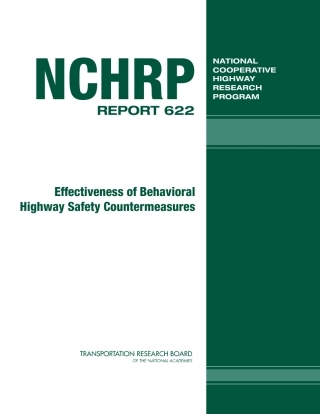 NCHRP
REPORT 622
NATIONAL
COOPERATIVE
HIGHWAY
RESEARCH
PROGRAM
Effectiveness of Behavioral
Highway Safety Countermeasures
TRANSPORTATION RESEARCH BOARD
OF THE NATIONAL ACADEMIES